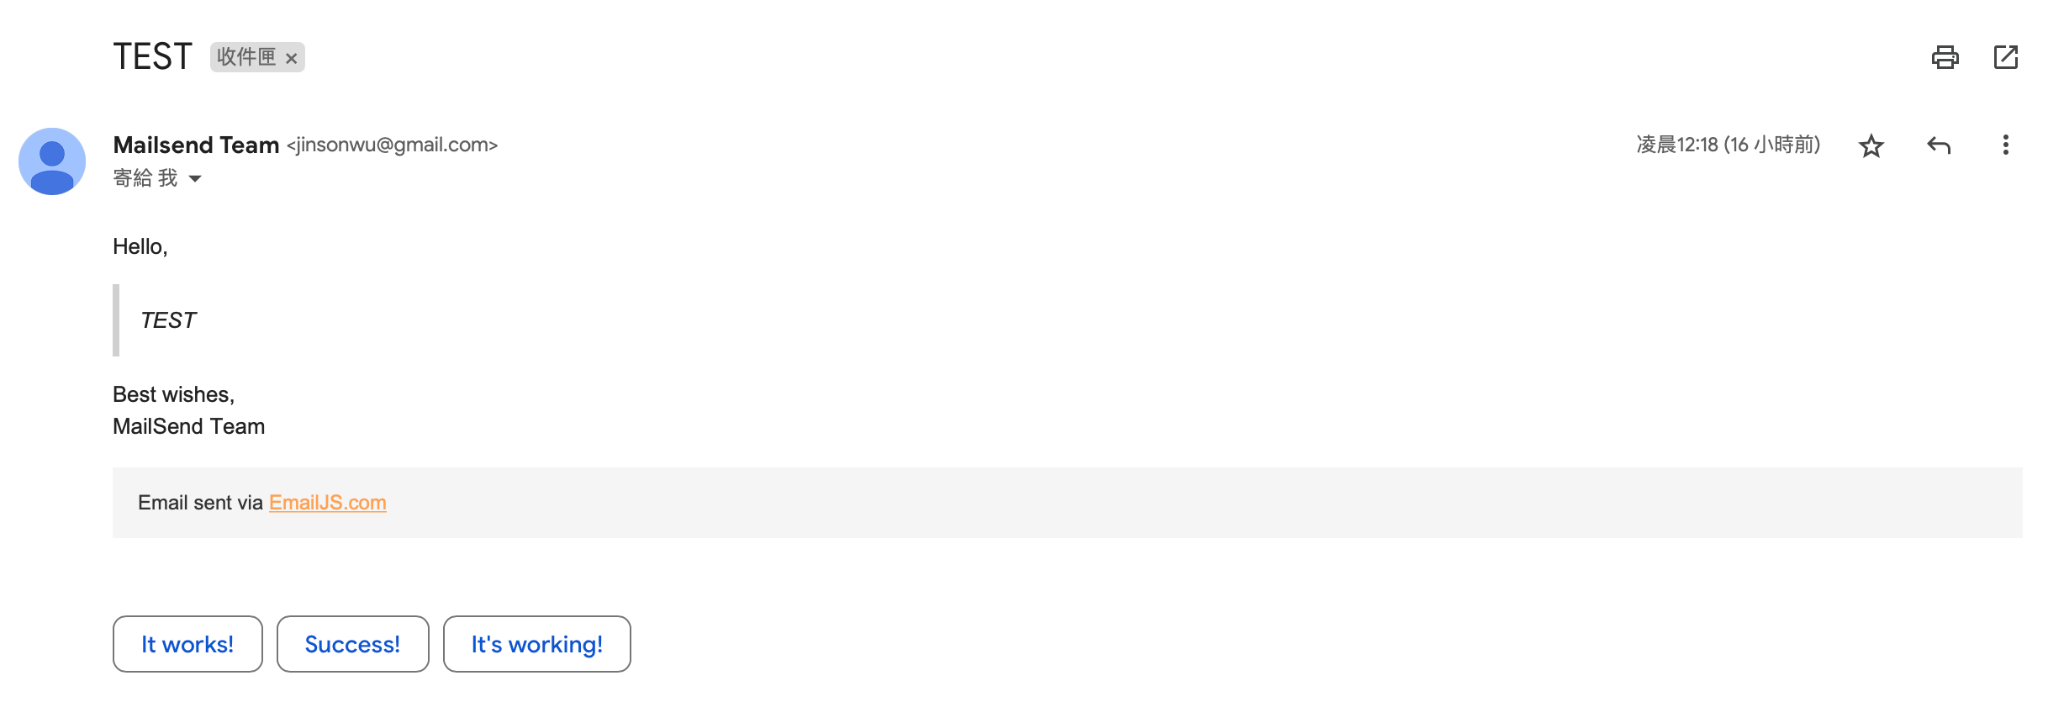 TEST 收件匣 ×
Mailsend Team <jinsonwu@gmail.com> 凌晨12:18 (16 小時前)
寄給 我
Hello,
TEST
Best wishes,
MailSend Team
Email sent via EmailJS.com
It works! Success! It's working!